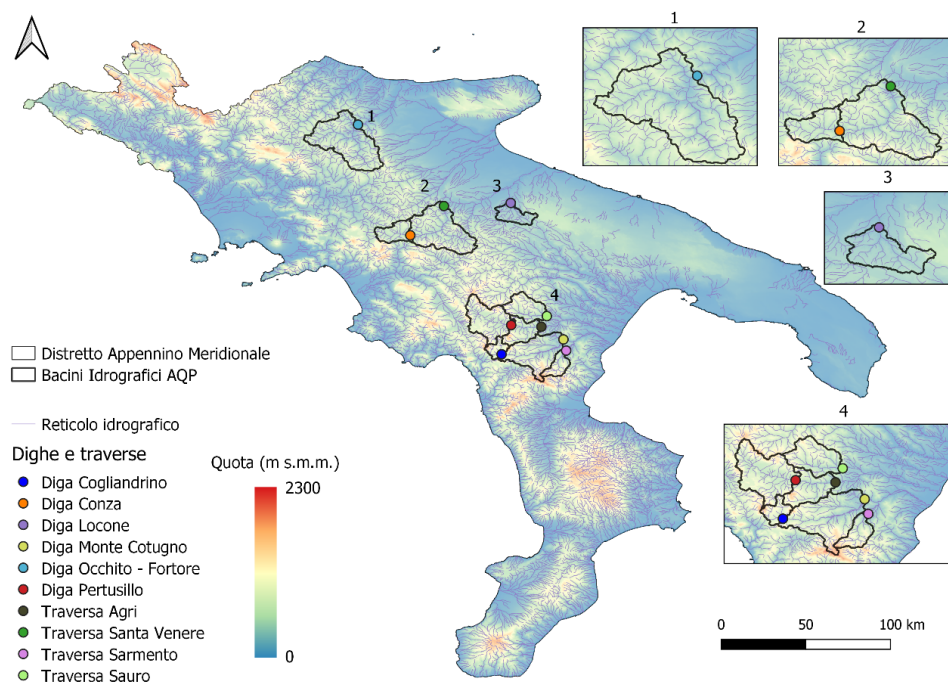 1
2
3
1
2
3
4
4
Distretto Appennino Meridionale
Bacini Idrografici AQP
Reticolo idrografico
Dighe e traverse
Diga Cogliandrino
Diga Conza
Diga Locone
Diga Monte Cotugno
Diga Occhito - Fortore
Diga Pertusillo
Traversa Agri
Traversa Santa Venere
Traversa Sarmento
Traversa Sauro
Quota (m s.m.m.)
2300
0
0 50 100 km